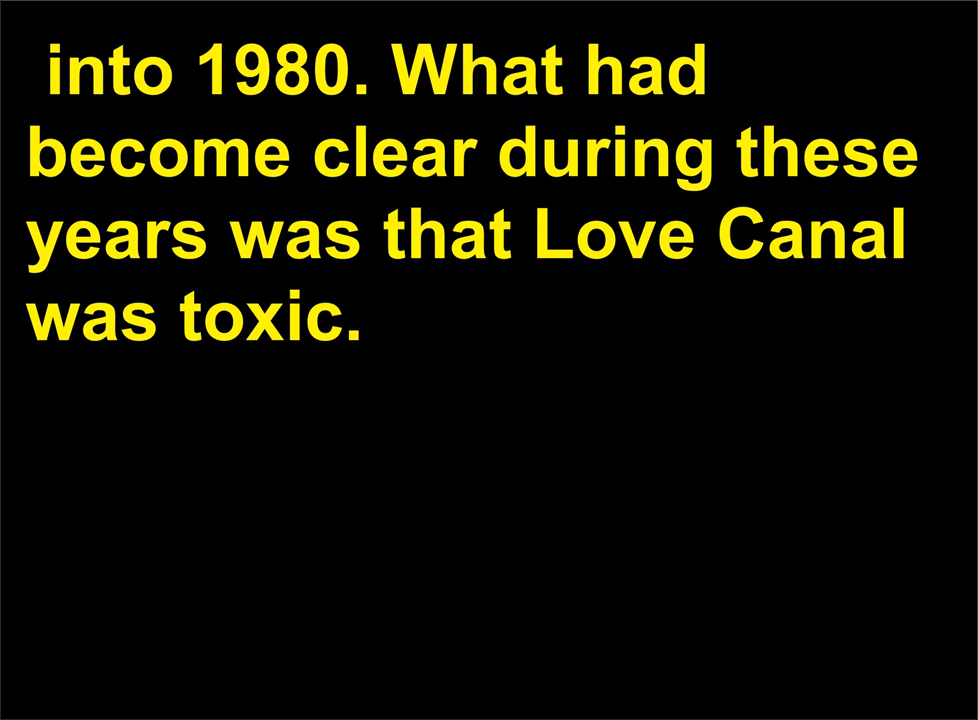 into 1980. What had
become clear during these
years was that Love Canal
was toxic.